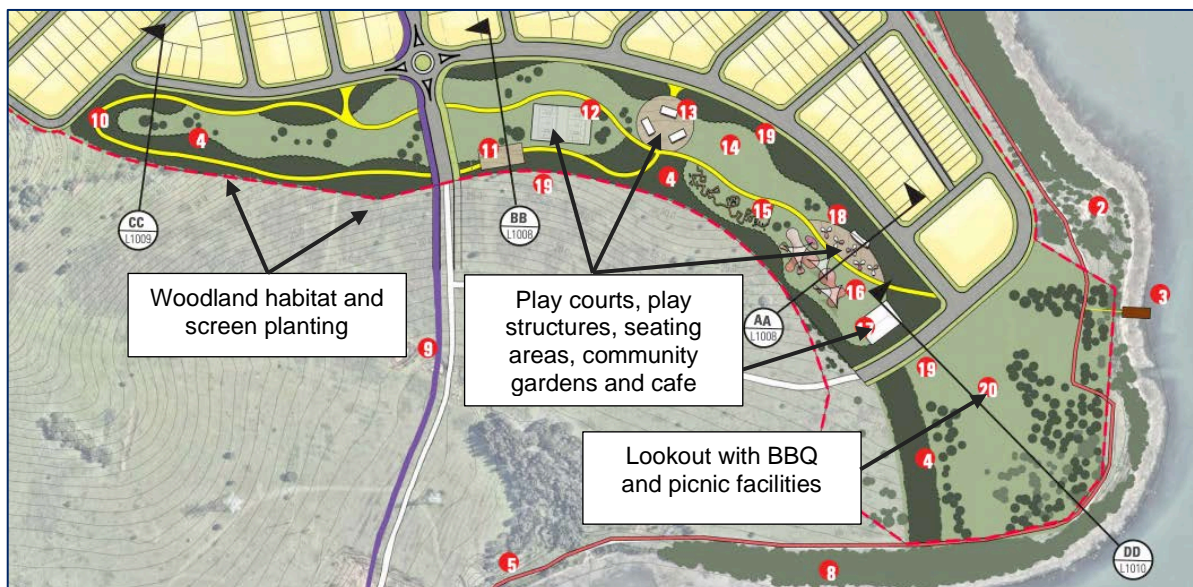 10
4
11
12
13
14
19
4
19
15
18
16
17
2
3
9
19
20
4
5
8
CC
L1009
BB
L1008
AA
L1008
DD
L1010
Woodland habitat and
screen planting
Play courts, play
structures, seating
areas, community
gardens and cafe
Lookout with BBQ
and picnic facilities